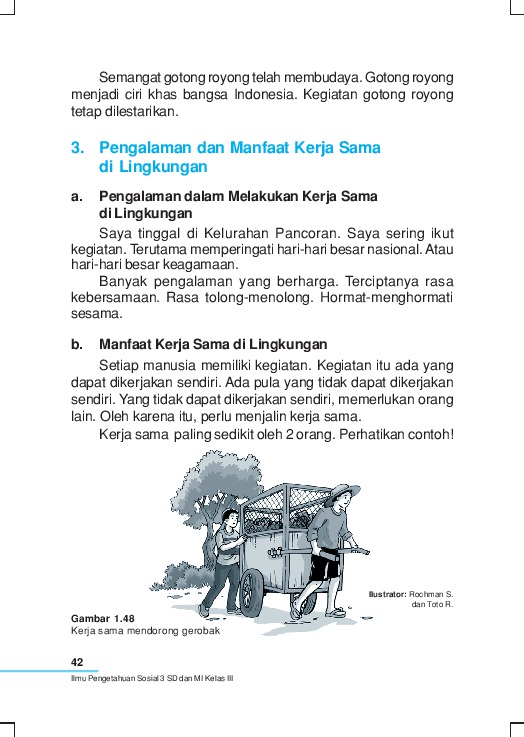 Semangat gotong royong telah membudaya. Gotong royong
menjadi ciri khas bangsa Indonesia. Kegiatan gotong royong
tetap dilestarikan.
3. Pengalaman dan Manfaat Kerja Sama
di Lingkungan
a. Pengalaman dalam Melakukan Kerja Sama
di Lingkungan
Saya tinggal di Kelurahan Pancoran. Saya sering ikut
kegiatan. Terutama memperingati hari-hari besar nasional. Atau
hari-hari besar keagamaan.
Banyak pengalaman yang berharga. Terciptanya rasa
kebersamaan. Rasa tolong-menolong. Hormat-menghormati
sesama.
b. Manfaat Kerja Sama di Lingkungan
Setiap manusia memiliki kegiatan. Kegiatan itu ada yang
dapat dikerjakan sendiri. Ada pula yang tidak dapat dikerjakan
sendiri. Yang tidak dapat dikerjakan sendiri, memerlukan orang
lain. Oleh karena itu, perlu menjalin kerja sama.
Kerja sama paling sedikit oleh 2 orang. Perhatikan contoh!
Ilustrator: Rochman S.
dan Toto R.
Gambar 1.48
Kerja sama mendorong gerobak
42
Ilmu Pengetahuan Sosial 3 SD dan MI Kelas III